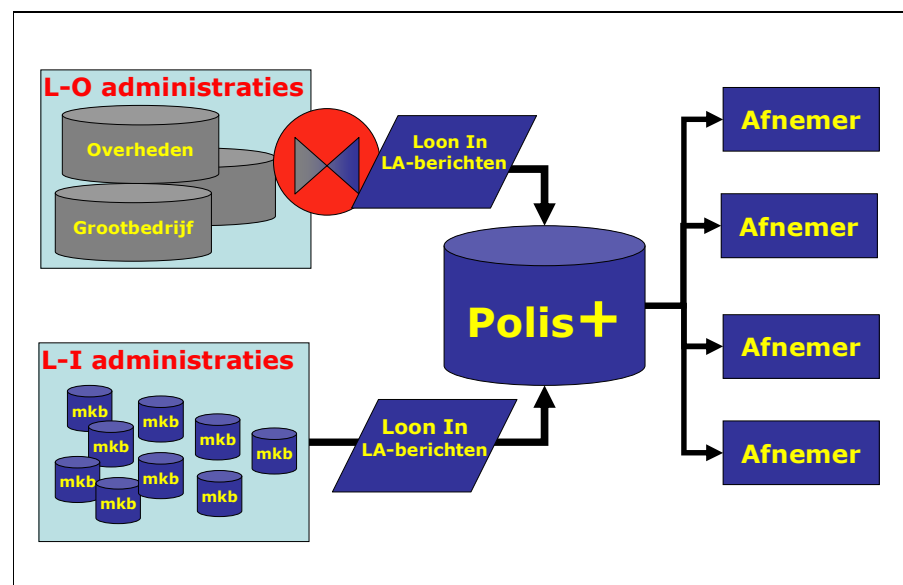 L-O administraties
Overheden
Grootbedrijf
Loon In
LA-berichten
Afnemer
Afnemer
Polis+
Afnemer
Afnemer
L-I administraties
mkb
mkb
mkb
mkb
mkb
mkb
mkb
mkb
mkb
Loon In
LA-berichten